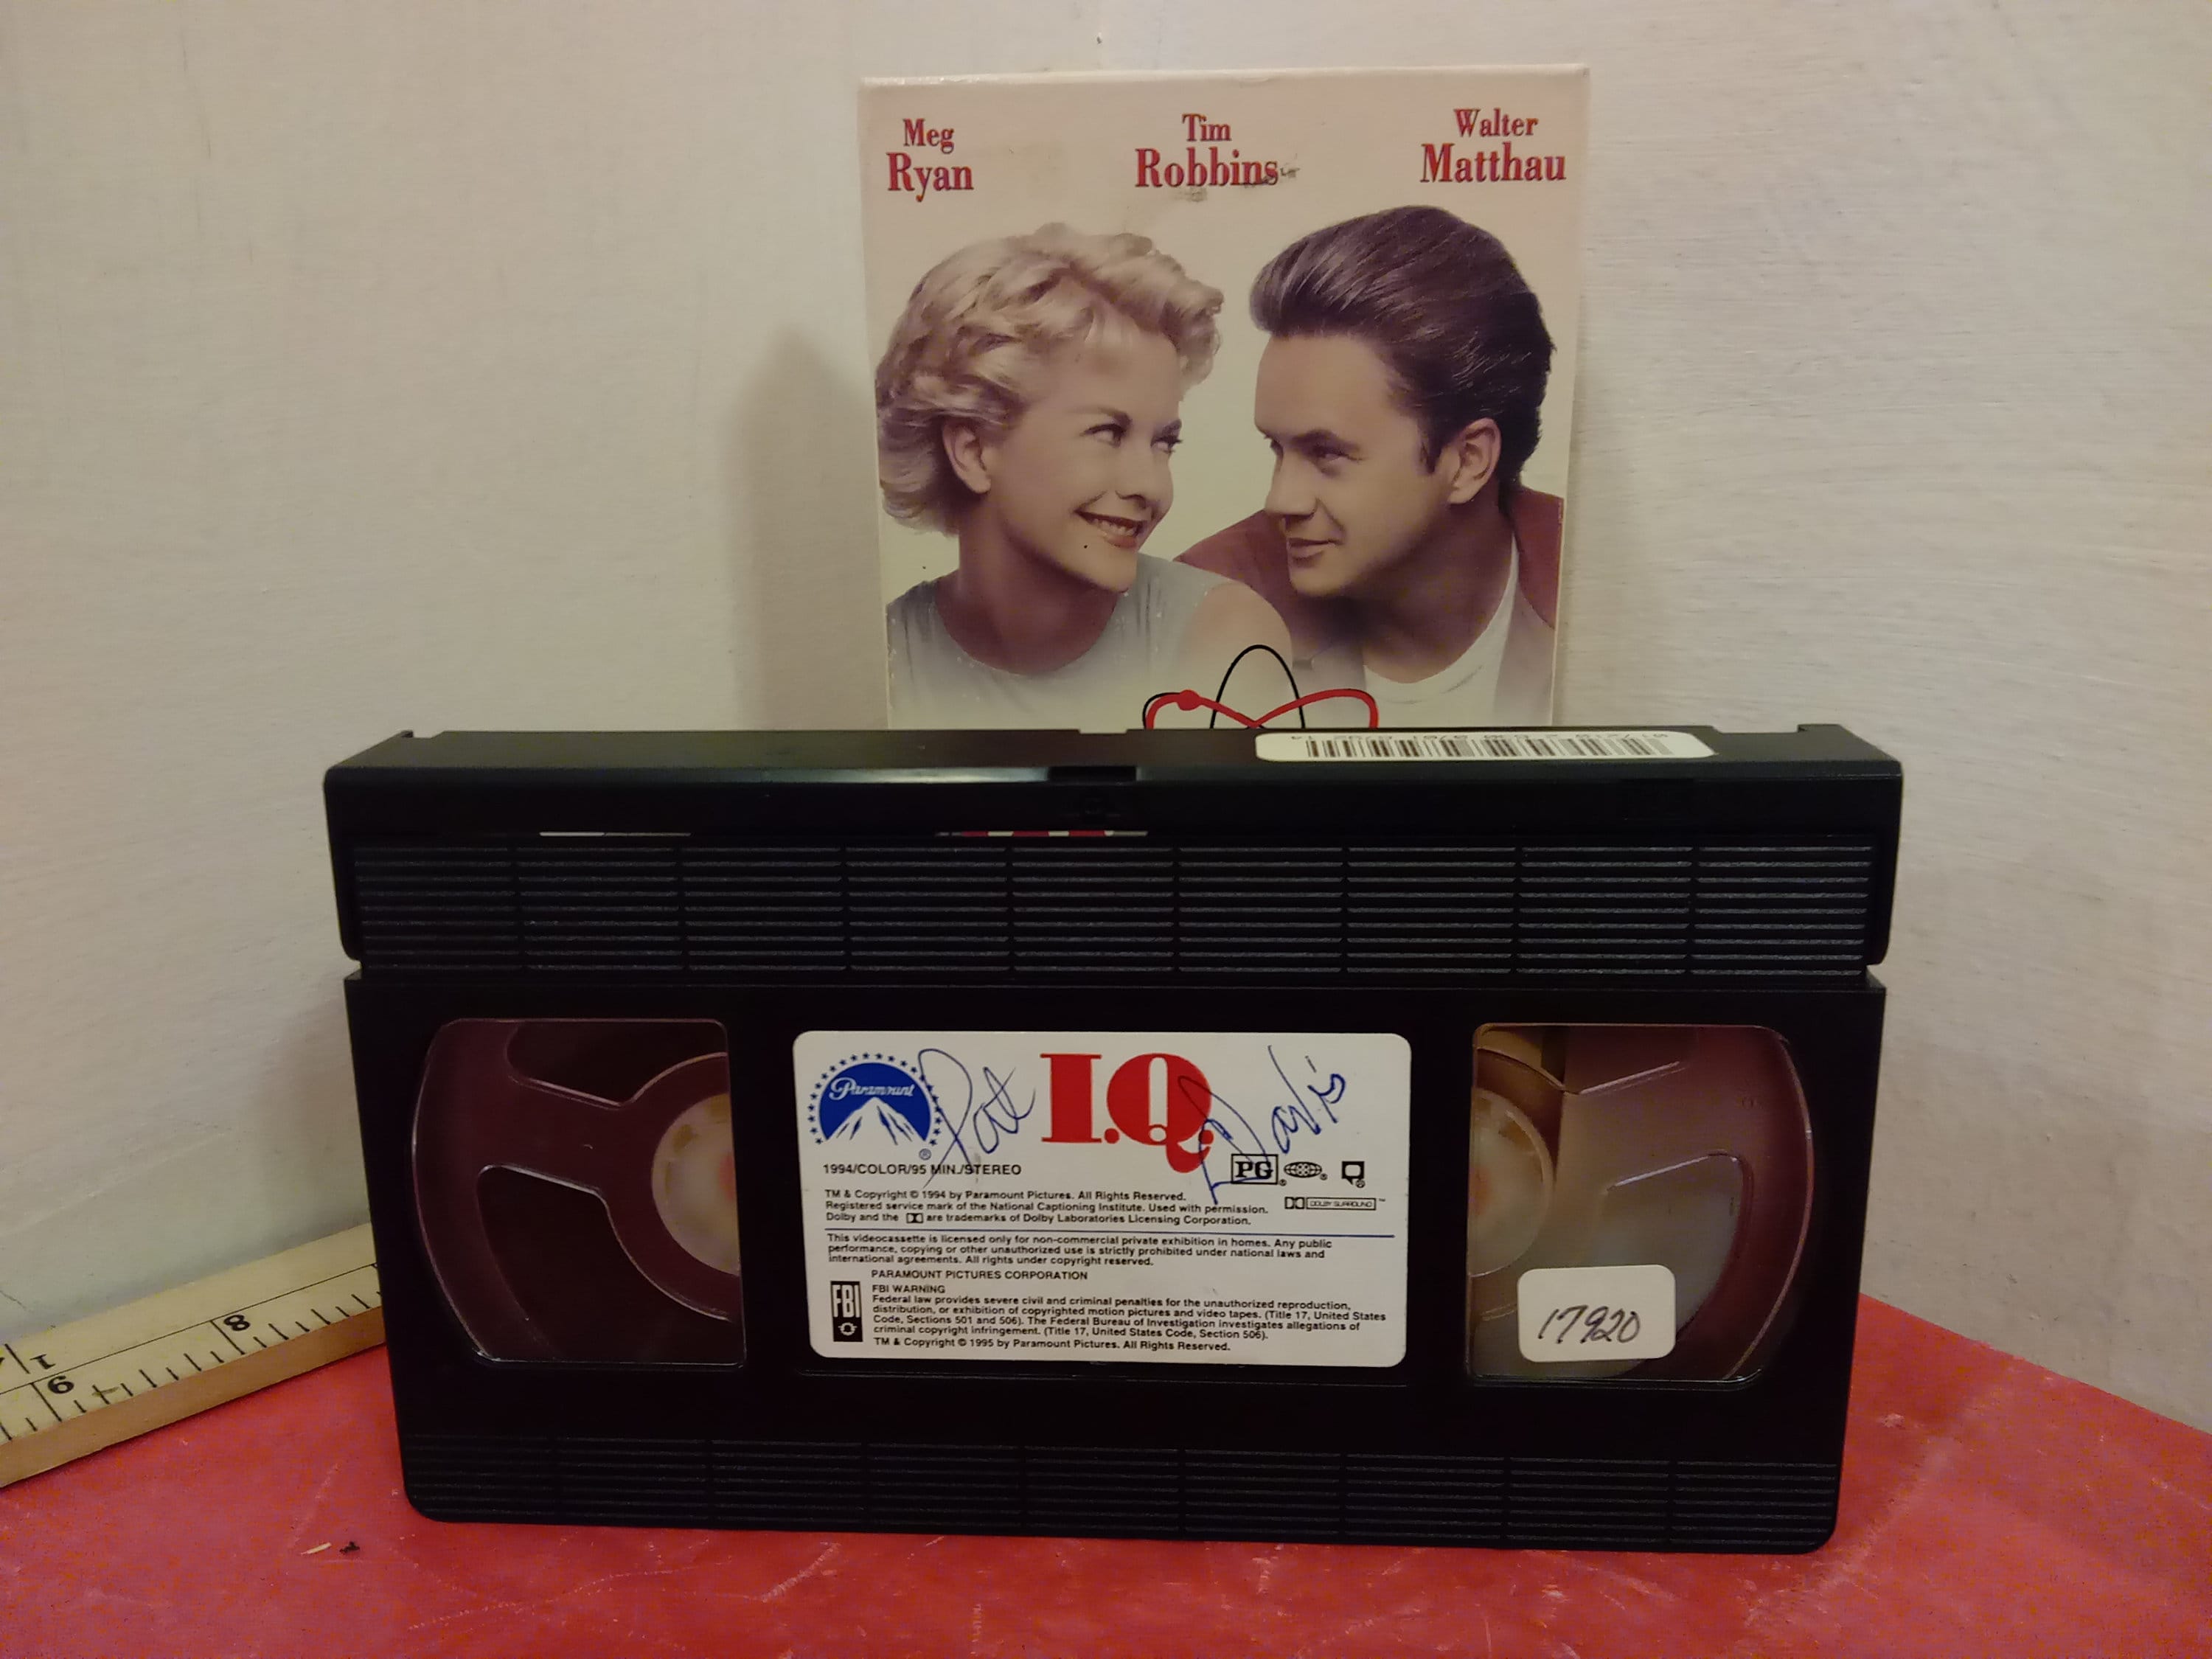 Meg
Ryan
Tim
Robbins
Walter
Matthau
Paramount
®
Pat
I.Q.
Davis
1994/COLOR/95 MIN./STEREO
PG
TM & Copyright © 1994 by Paramount Pictures. All Rights Reserved.
Registered service mark of the National Captioning Institute. Used with permission.
Dolby and the are trademarks of Dolby Laboratories Licensing Corporation.
DOLBY SURROUND
This videocassette is licensed only for non-commercial private exhibition in homes. Any public
performance, copying or other unauthorized use is strictly prohibited under national laws and
international agreements. All rights under copyright reserved.
PARAMOUNT PICTURES CORPORATION
FBI
FBI WARNING
Federal law provides severe civil and criminal penalties for the unauthorized reproduction,
distribution, or exhibition of copyrighted motion pictures and video tapes. (Title 17, United States
Code, Sections 501 and 506). The Federal Bureau of Investigation investigates allegations of
criminal copyright infringement. (Title 17, United States Code, Section 506).
TM & Copyright © 1995 by Paramount Pictures. All Rights Reserved.
17920
8
1
9